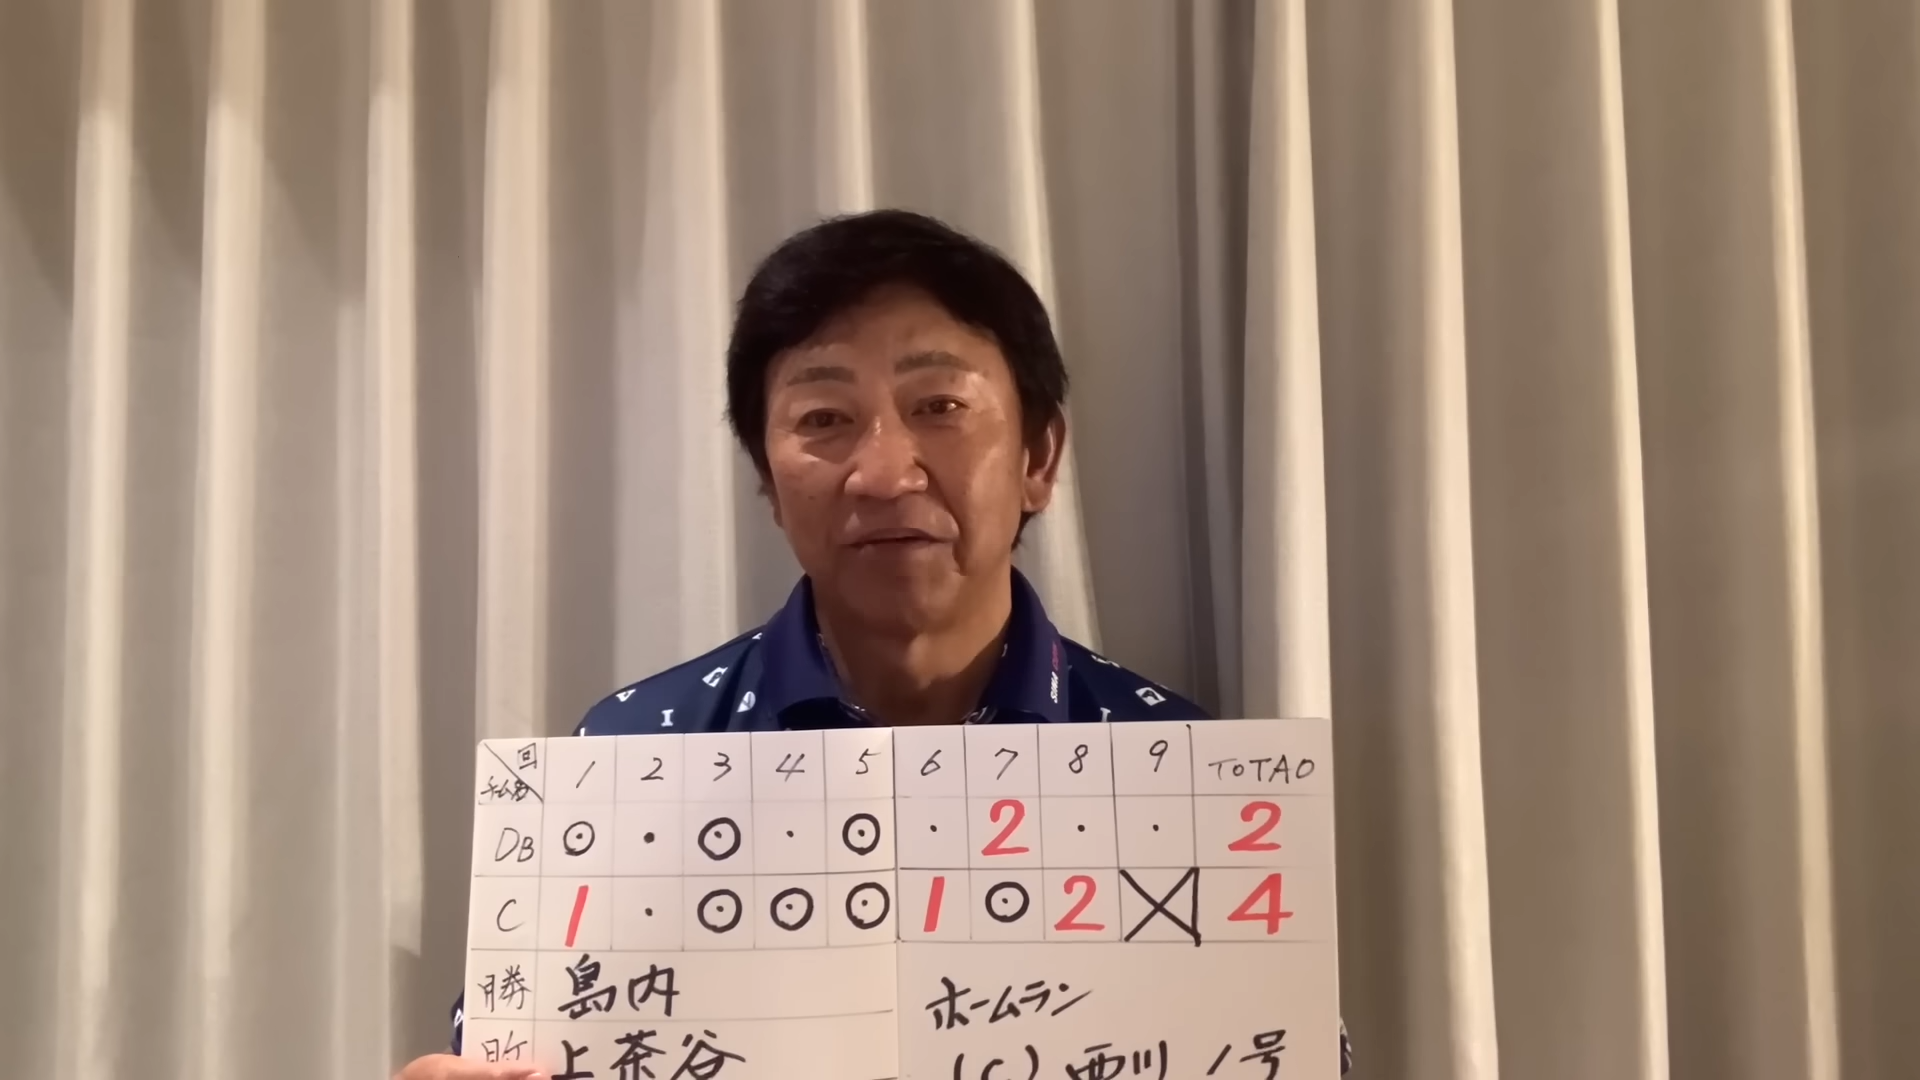 回 チーム名 1 2 3 4 5 6 7 8 9 TOTAO
DB ⊙ ・ ⊙ ・ ⊙ ・ 2 ・ ・ 2
C 1 ・ ⊙ ⊙ ⊙ 1 ⊙ 2 X 4
勝 島内
敗 上茶谷
ホームラン
(C) 西川 1号